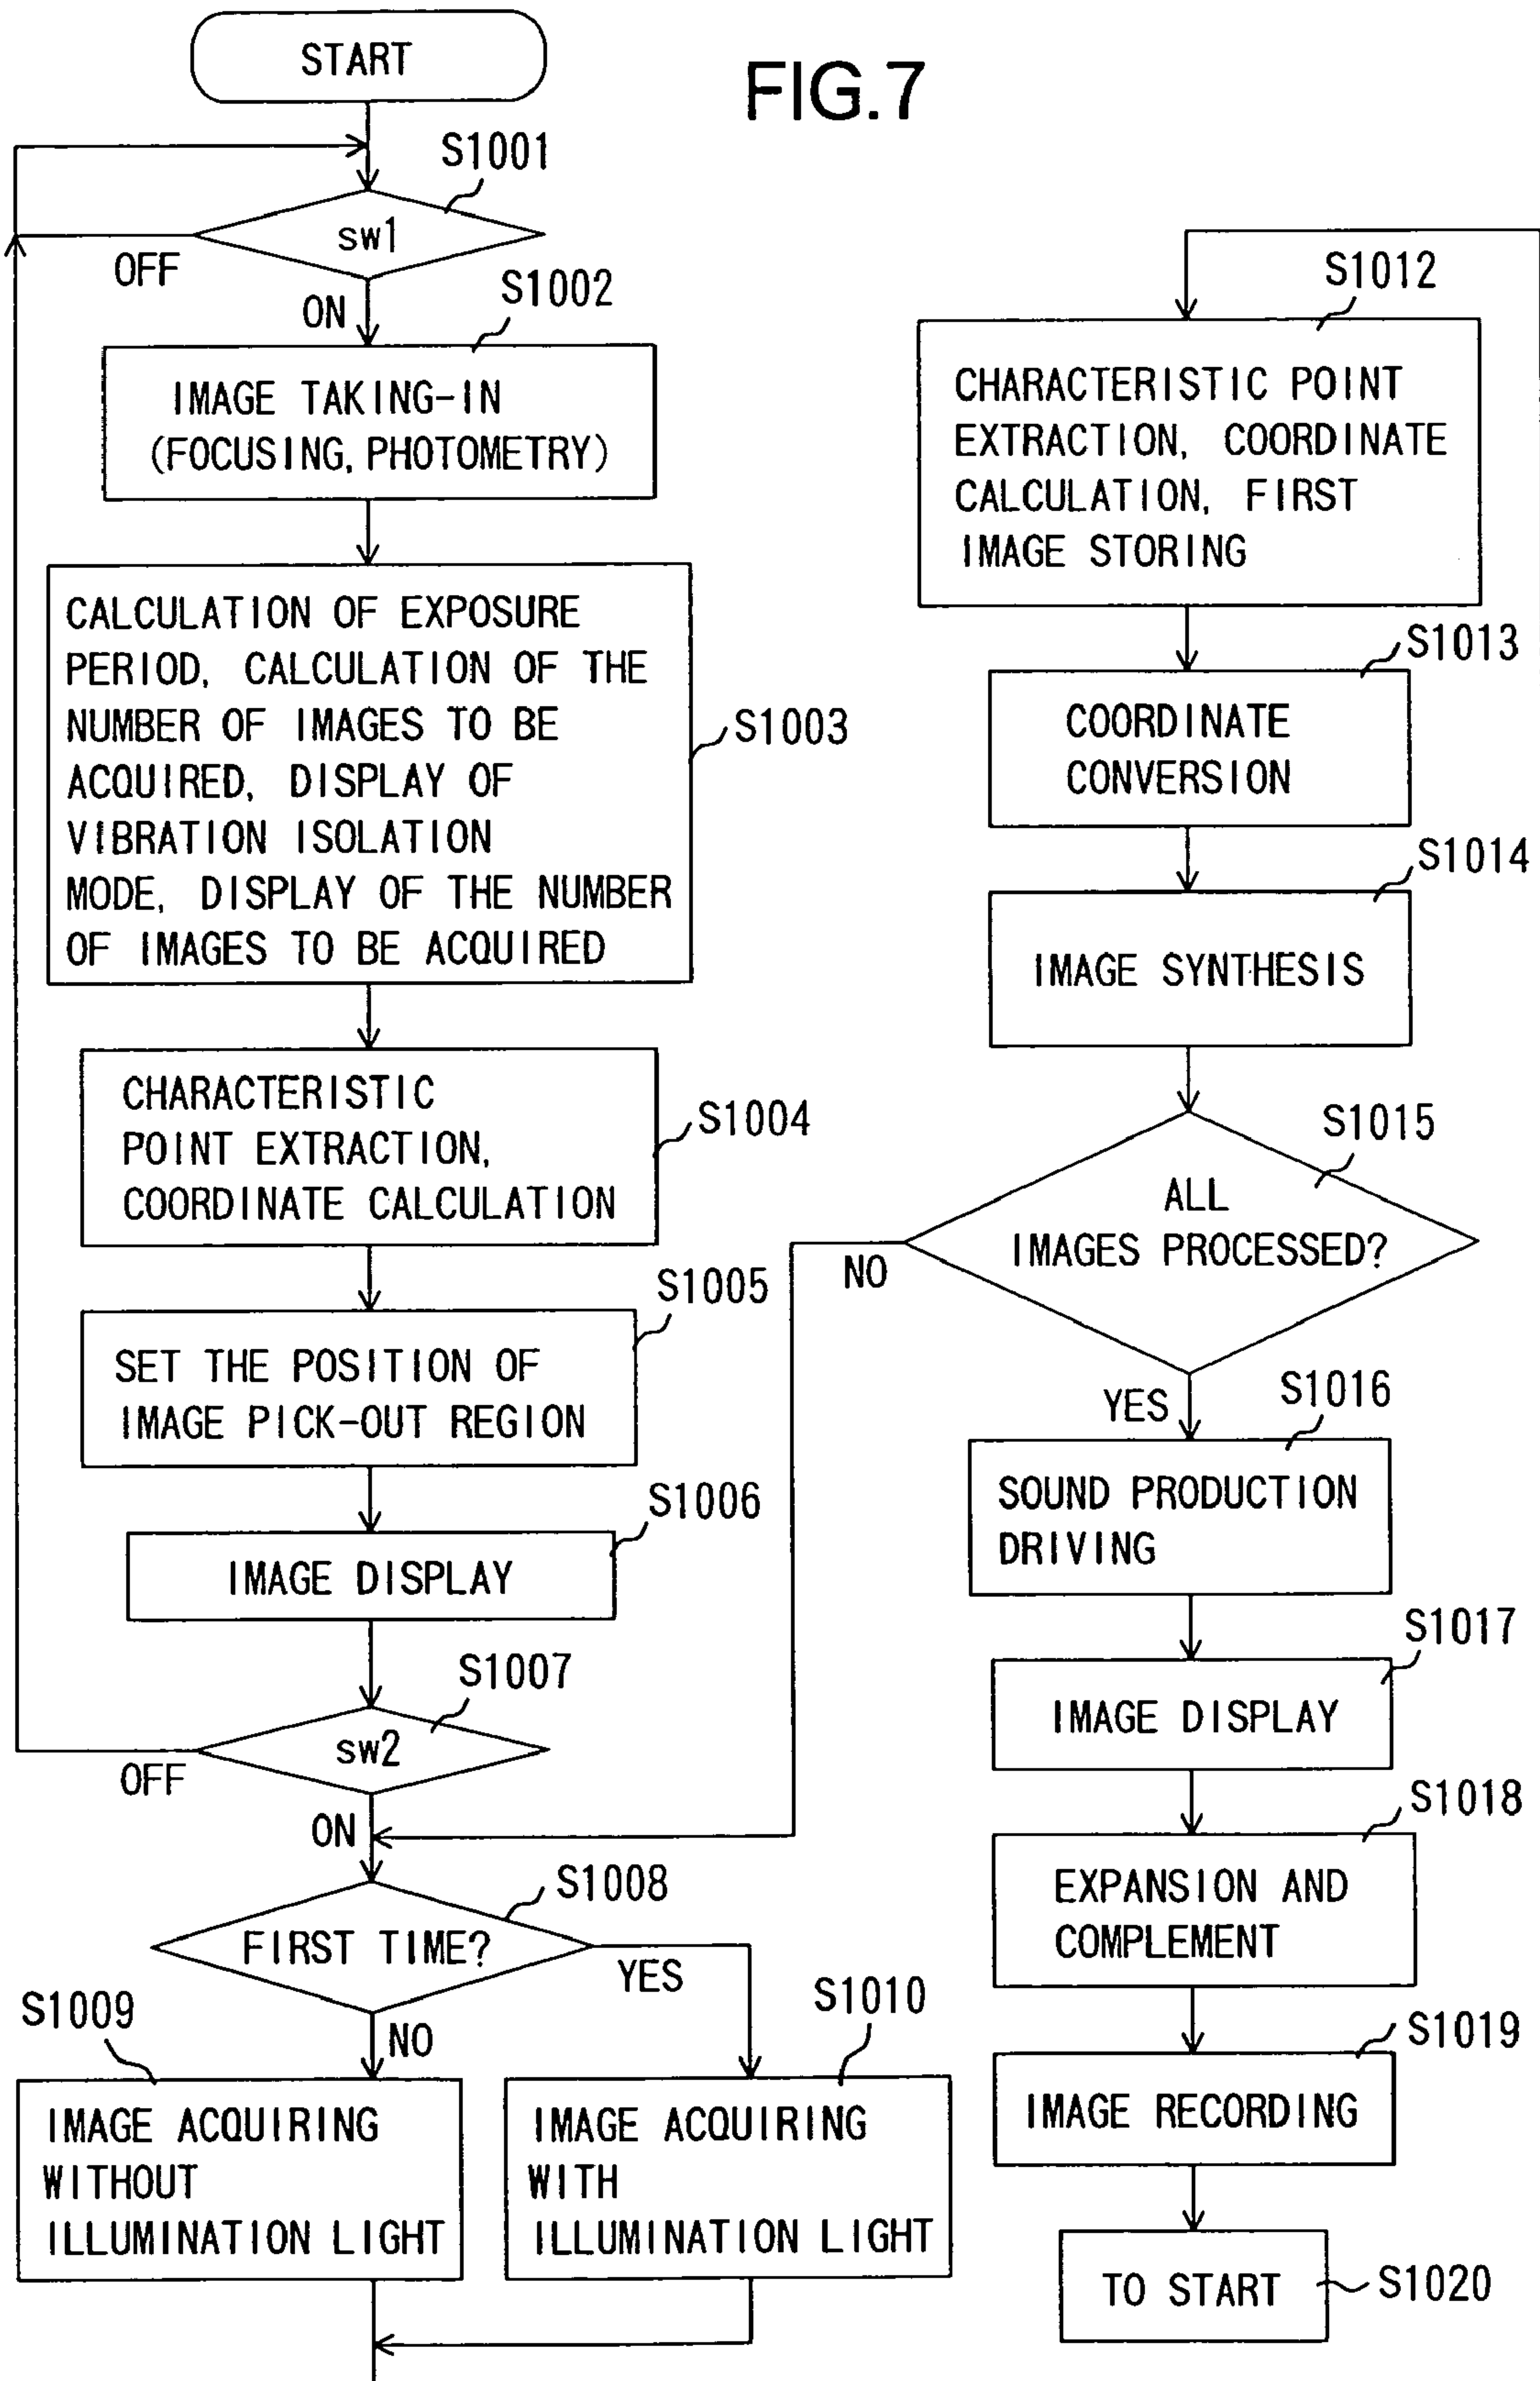 START
FIG.7
S1001
sw1
OFF
ON
S1002
IMAGE TAKING-IN
(FOCUSING, PHOTOMETRY)
CALCULATION OF EXPOSURE
PERIOD, CALCULATION OF THE
NUMBER OF IMAGES TO BE
ACQUIRED, DISPLAY OF
VIBRATION ISOLATION
MODE, DISPLAY OF THE NUMBER
OF IMAGES TO BE ACQUIRED
S1003
CHARACTERISTIC
POINT EXTRACTION,
COORDINATE CALCULATION
S1004
S1005
SET THE POSITION OF
IMAGE PICK-OUT REGION
S1006
IMAGE DISPLAY
S1007
sw2
OFF
ON
S1008
FIRST TIME?
YES
NO
S1009
IMAGE ACQUIRING
WITHOUT
ILLUMINATION LIGHT
S1010
IMAGE ACQUIRING
WITH
ILLUMINATION LIGHT
S1012
CHARACTERISTIC POINT
EXTRACTION, COORDINATE
CALCULATION, FIRST
IMAGE STORING
S1013
COORDINATE
CONVERSION
S1014
IMAGE SYNTHESIS
S1015
ALL
IMAGES PROCESSED?
NO
YES
S1016
SOUND PRODUCTION
DRIVING
S1017
IMAGE DISPLAY
S1018
EXPANSION AND
COMPLEMENT
S1019
IMAGE RECORDING
TO START
S1020